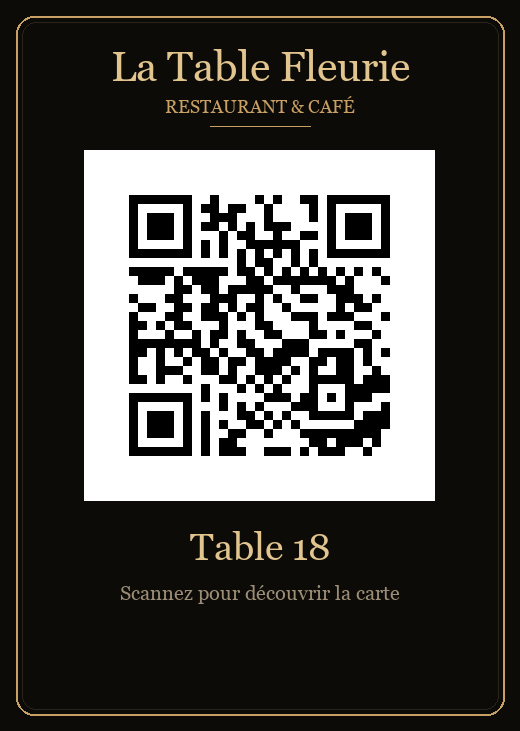 La Table Fleurie
RESTAURANT & CAFÉ
Table 18
Scannez pour découvrir la carte